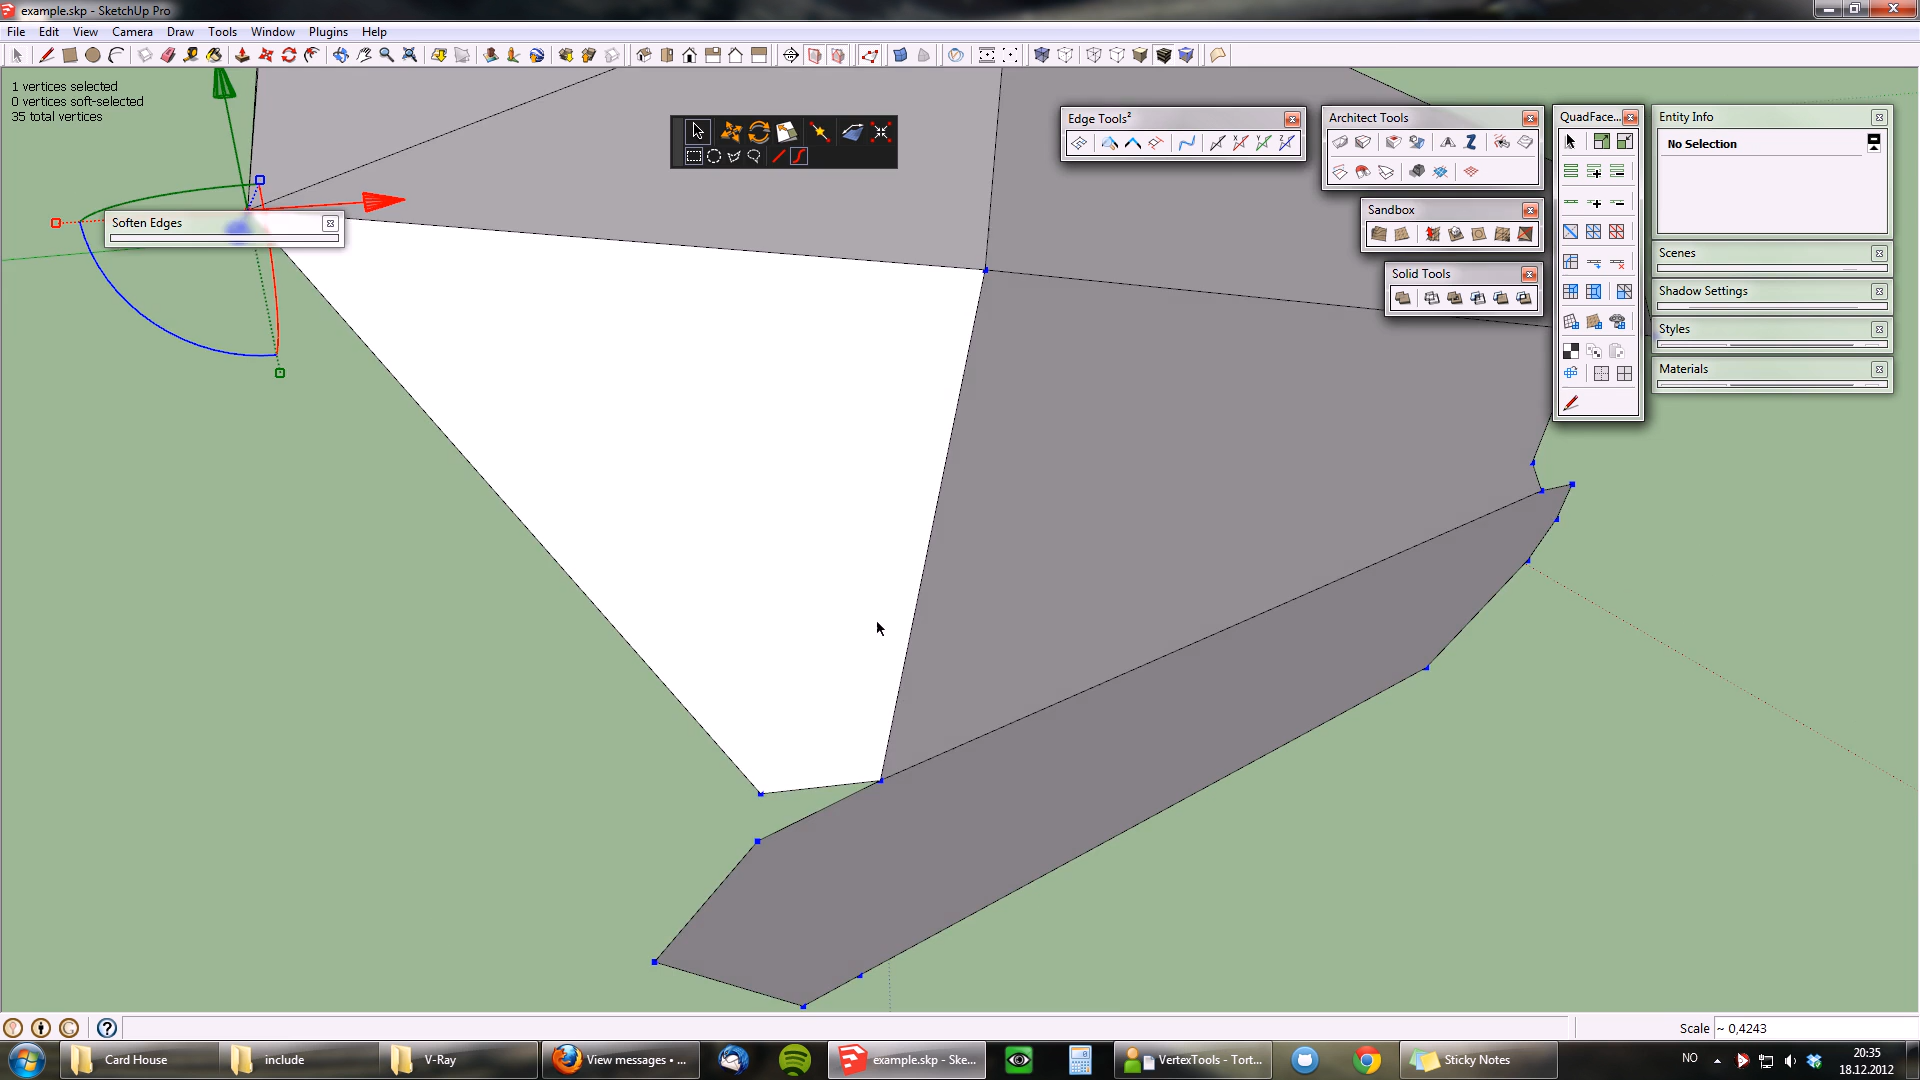 example.skp - SketchUp Pro
File Edit View Camera Draw Tools Window Plugins Help
1 vertices selected
0 vertices soft-selected
35 total vertices
Edge Tools²
Architect Tools
QuadFace...
Entity Info
No Selection
Sandbox
Soften Edges
Scenes
Solid Tools
Shadow Settings
Styles
Materials
Scale ~ 0,4243
Card House
include
V-Ray
View messages • ...
example.skp - Ske...
VertexTools - Tort...
Sticky Notes
NO
20:35
18.12.2012